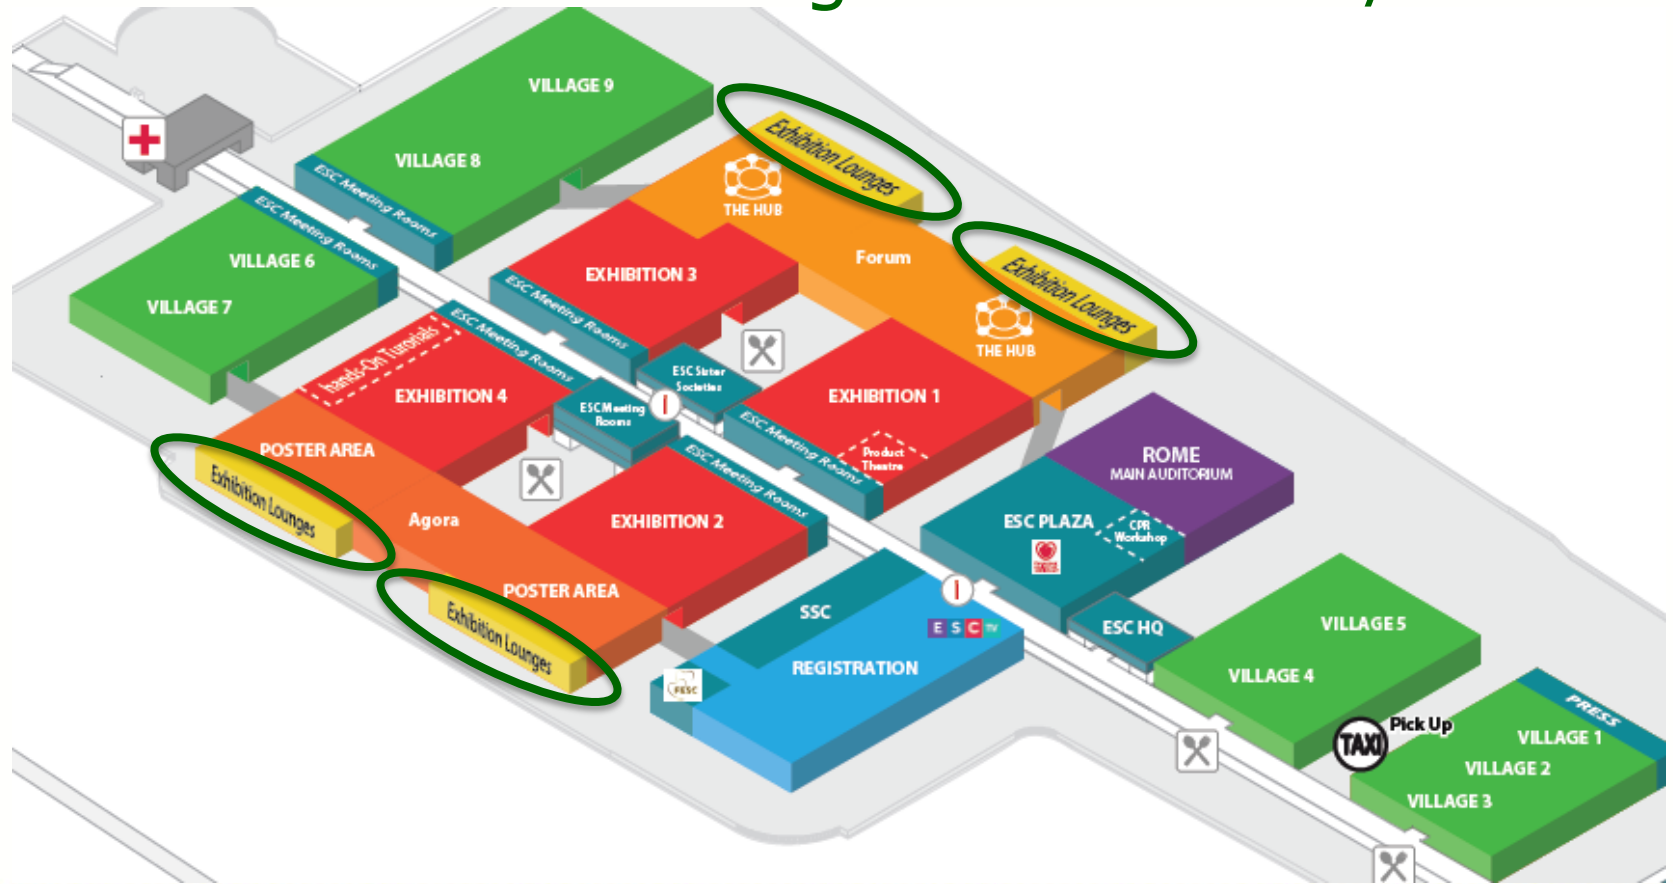 VILLAGE 9
VILLAGE 8
ESC Meeting Rooms
Exhibition Lounges
THE HUB
ESC Meeting Rooms
VILLAGE 6
VILLAGE 7
Forum
EXHIBITION 3
ESC Meeting Rooms
Exhibition Lounges
THE HUB
ESC Meeting Rooms
hands-On Turorials
EXHIBITION 4
ESC Sister
Societies
ESC Meeting
Rooms
EXHIBITION 1
Product
Theatre
ESC Meeting Rooms
POSTER AREA
Exhibition Lounges
Agora
EXHIBITION 2
ESC Meeting Rooms
ROME
MAIN AUDITORIUM
ESC PLAZA
CPR
Workshop
POSTER AREA
Exhibition Lounges
SSC
ESC TV
REGISTRATION
FESC
ESC HQ
VILLAGE 5
VILLAGE 4
PRESS
TAXI
Pick Up
VILLAGE 1
VILLAGE 2
VILLAGE 3